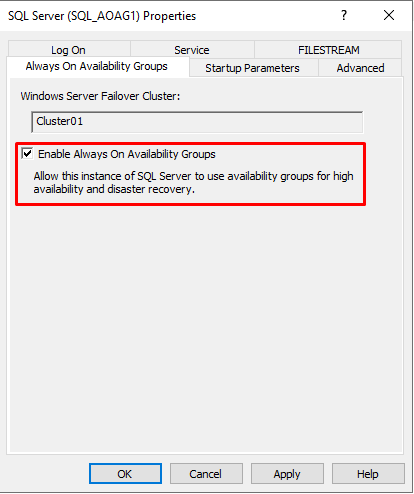 SQL Server (SQL_AOAG1) Properties
? ×
Log On Service FILESTREAM
Always On Availability Groups Startup Parameters Advanced
Windows Server Failover Cluster:
Cluster01
Enable Always On Availability Groups
Allow this instance of SQL Server to use availability groups for high
availability and disaster recovery.
OK Cancel Apply Help